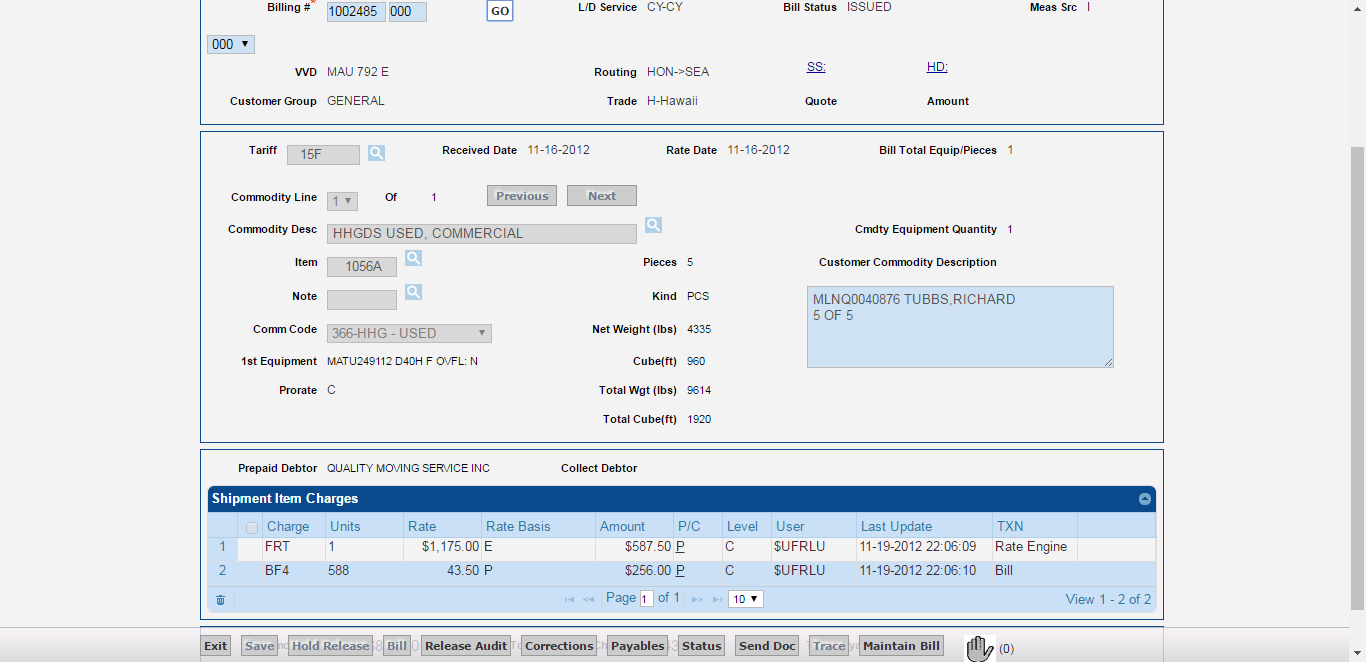 Billing #* 1002485 000 GO L/D Service CY-CY Bill Status ISSUED Meas Src I
000
VVD MAU 792 E Routing HON->SEA SS: HD:
Customer Group GENERAL Trade H-Hawaii Quote Amount
Tariff 15F Received Date 11-16-2012 Rate Date 11-16-2012 Bill Total Equip/Pieces 1
Commodity Line 1 Of 1 Previous Next
Commodity Desc HHGDS USED, COMMERCIAL Cmdty Equipment Quantity 1
Item 1056A Pieces 5 Customer Commodity Description
Note Kind PCS MLNQ0040876 TUBBS,RICHARD
5 OF 5
Comm Code 366-HHG - USED Net Weight (lbs) 4335
1st Equipment MATU249112 D40H F OVFL: N Cube(ft) 960
Prorate C Total Wgt (lbs) 9614
Total Cube(ft) 1920
Prepaid Debtor QUALITY MOVING SERVICE INC Collect Debtor
Shipment Item Charges
Charge Units Rate Rate Basis Amount P/C Level User Last Update TXN
1 FRT 1 $1,175.00 E $587.50 P C $UFRLU 11-19-2012 22:06:09 Rate Engine
2 BF4 588 43.50 P $256.00 P C $UFRLU 11-19-2012 22:06:10 Bill
Page 1 of 1 10 View 1 - 2 of 2
Exit Save Hold Release Bill Release Audit Corrections Payables Status Send Doc Trace Maintain Bill (0)